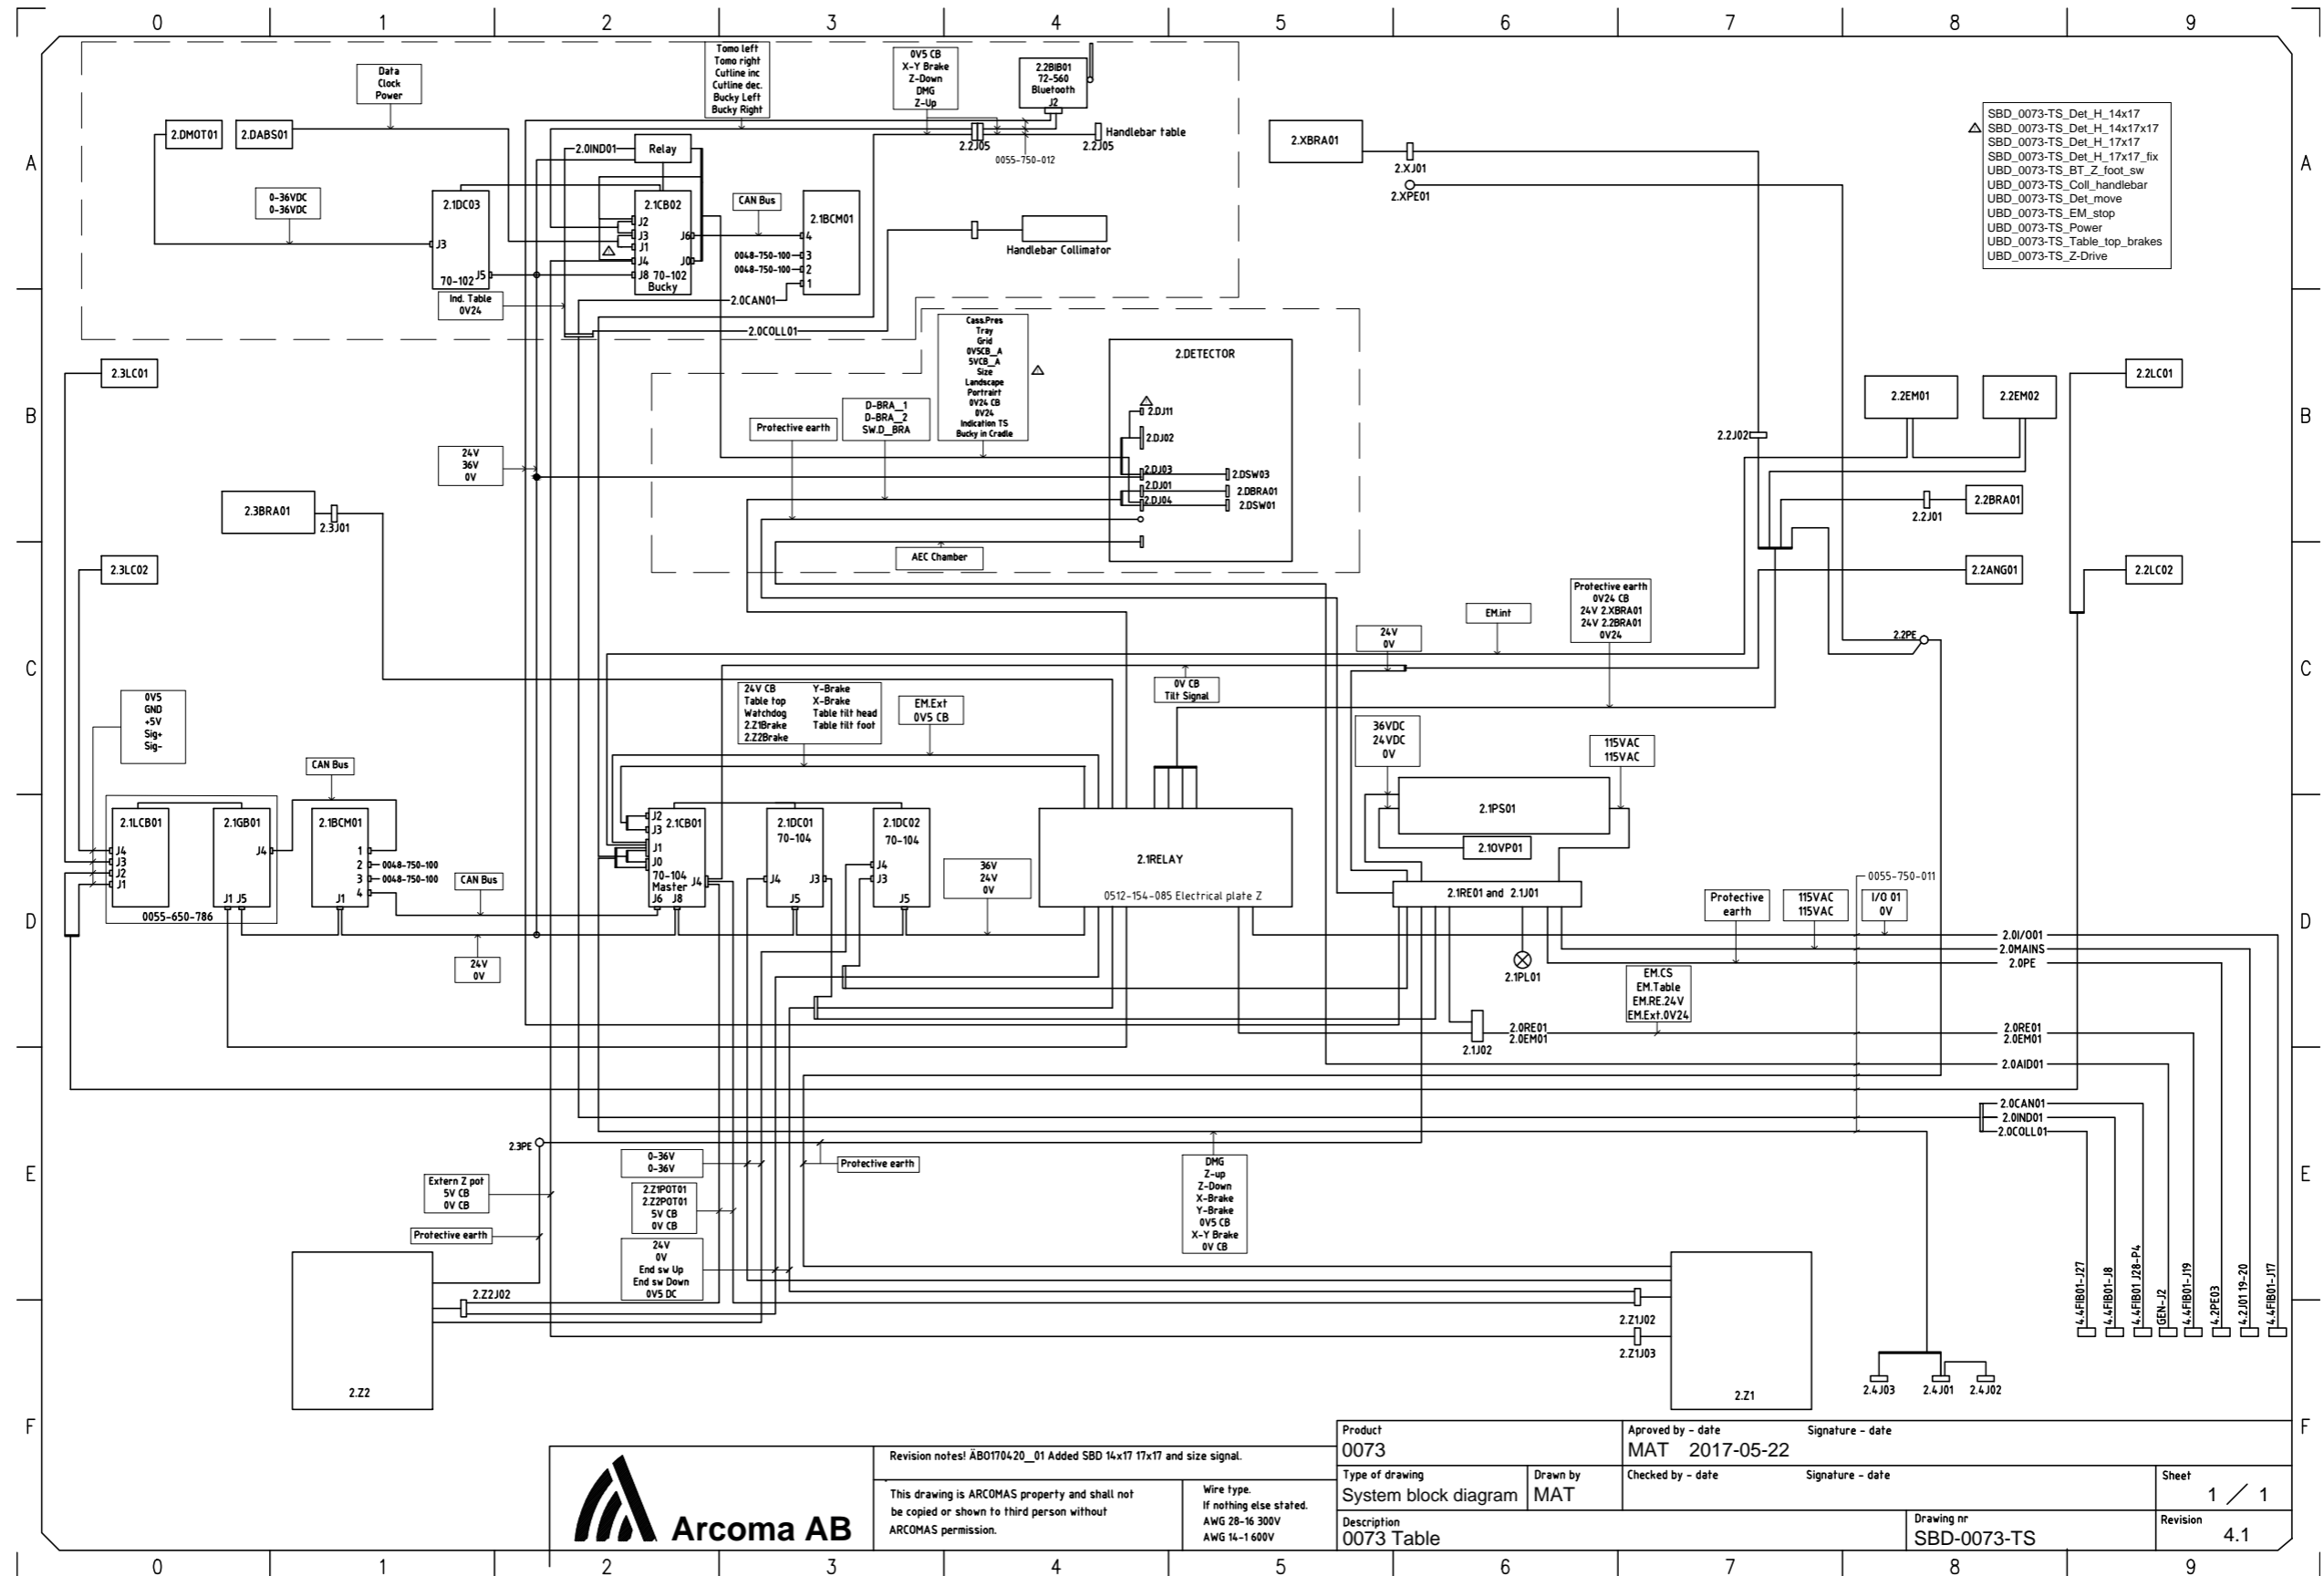 0 1 2 3 4 5 6 7 8 9
A
B
C
D
E
F
A
B
C
D
E
F
Data
Clock
Power
Tomo left
Tomo right
Cutline inc
Cutline dec.
Bucky Left
Bucky Right
0V5 CB
X-Y Brake
Z-Down
DMG
Z-Up
2.2BIB01
72-560
Bluetooth
J2
2.DMOT01
2.DABS01
2.0IND01
Relay
2.2J05
Handlebar table
2.2J05
0055-750-012
2.XBRA01
2.XJ01
2.XPE01
SBD_0073-TS_Det_H_14x17
SBD_0073-TS_Det_H_14x17x17
SBD_0073-TS_Det_H_17x17
SBD_0073-TS_Det_H_17x17_fix
UBD_0073-TS_BT_Z_foot_sw
UBD_0073-TS_Coll_handlebar
UBD_0073-TS_Det_move
UBD_0073-TS_EM_stop
UBD_0073-TS_Power
UBD_0073-TS_Table_top_brakes
UBD_0073-TS_Z-Drive
0-36VDC
0-36VDC
2.1DC03
J3
J5
70-102
2.1CB02
J2
J3
J1
J4
J8
J6
J0
70-102
Bucky
CAN Bus
2.1BCM01
4
0048-750-100 3
0048-750-100 2
1
Handlebar Collimator
Ind. Table
0V24
2.0CAN01
2.0COLL01
Cass.Pres
Tray
Grid
0V5CB_A
5VCB_A
Size
Landscape
Portrairt
0V24 CB
0V24
Indication TS
Bucky in Cradle
2.DETECTOR
2.DJ11
2.DJ02
2.DJ03
2.DJ01
2.DJ04
2.DSW03
2.DBRA01
2.DSW01
2.3LC01
Protective earth
D-BRA_1
D-BRA_2
SW.D_BRA
24V
36V
0V
2.3BRA01
2.3J01
AEC Chamber
2.3LC02
2.2J02
2.2EM01
2.2EM02
2.2LC01
2.2BRA01
2.2J01
2.2ANG01
2.2LC02
2.2PE
EM.int
Protective earth
0V24 CB
24V 2.XBRA01
24V 2.2BRA01
0V24
24V
0V
0V CB
Tilt Signal
0V5
GND
+5V
Sig+
Sig-
24V CB
Table top
Watchdog
2.Z1Brake
2.Z2Brake
Y-Brake
X-Brake
Table tilt head
Table tilt foot
EM.Ext
0V5 CB
36VDC
24VDC
0V
115VAC
115VAC
CAN Bus
2.1LCB01
J4
J3
J2
J1
2.1GB01
J4
J1 J5
0055-650-786
2.1BCM01
1
2 0048-750-100
3 0048-750-100
4
J1
CAN Bus
24V
0V
2.1CB01
J2
J3
J1
J0
70-104
Master
J4
J6 J8
2.1DC01
70-104
J4
J3
J5
2.1DC02
70-104
J4
J3
J5
36V
24V
0V
2.1RELAY
0512-154-085 Electrical plate Z
2.1PS01
2.1OVP01
2.1RE01 and 2.1J01
2.1PL01
2.1J02
2.0RE01
2.0EM01
Protective
earth
115VAC
115VAC
I/O 01
0V
0055-750-011
EM.CS
EM.Table
EM.RE.24V
EM.Ext.0V24
2.0I/O01
2.0MAINS
2.0PE
2.0RE01
2.0EM01
2.0AID01
2.0CAN01
2.0IND01
2.0COLL01
2.3PE
Extern Z pot
5V CB
0V CB
Protective earth
0-36V
0-36V
2.Z1POT01
2.Z2POT01
5V CB
0V CB
24V
0V
End sw Up
End sw Down
0V5 DC
Protective earth
DMG
Z-up
Z-Down
X-Brake
Y-Brake
0V5 CB
X-Y Brake
0V CB
2.Z2J02
2.Z2
2.Z1J02
2.Z1J03
2.Z1
2.4J03
2.4J01
2.4J02
4.4FIB01-J27
4.4FIB01-J8
4.4FIB01 J28-P4
GEN-J2
4.4FIB01-J19
4.2PE03
4.2J01 19-20
4.4FIB01-J17
Arcoma AB
Revision notes! ÄBO170420_01 Added SBD 14x17 17x17 and size signal.
This drawing is ARCOMAS property and shall not
be copied or shown to third person without
ARCOMAS permission.
Wire type.
If nothing else stated.
AWG 28-16 300V
AWG 14-1 600V
Product
0073
Aproved by - date
Signature - date
MAT 2017-05-22
Type of drawing
System block diagram
Drawn by
MAT
Checked by - date
Signature - date
Sheet
1 / 1
Description
0073 Table
Drawing nr
SBD-0073-TS
Revision
4.1
0 1 2 3 4 5 6 7 8 9